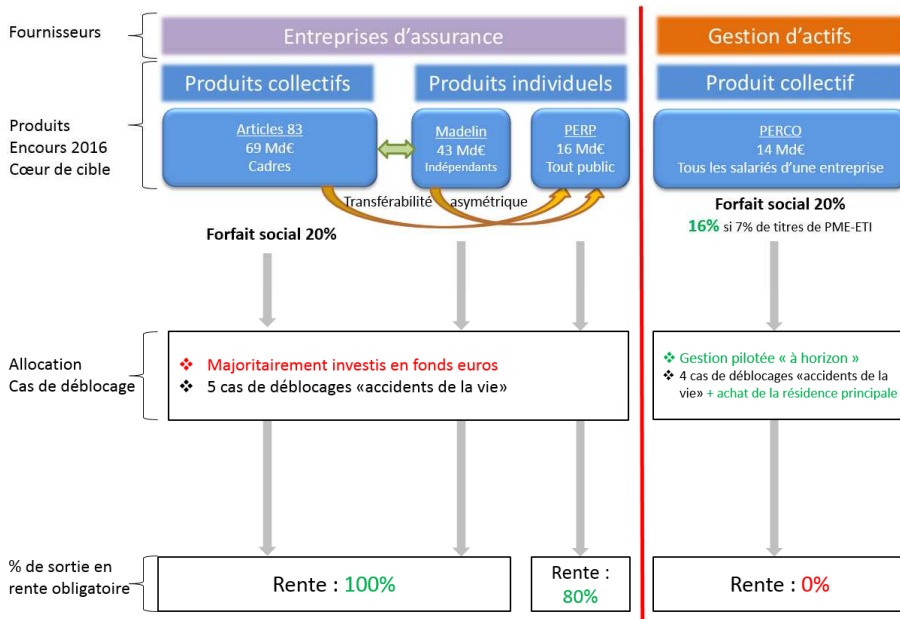 Fournisseurs
Entreprises d'assurance
Gestion d'actifs
Produits collectifs
Produits individuels
Produit collectif
Produits
Encours 2016
Cœur de cible
Articles 83
69 Md€
Cadres
Madelin
43 Md€
Indépendants
PERP
16 Md€
Tout public
PERCO
14 Md€
Tous les salariés d'une entreprise
Transférabilité asymétrique
Forfait social 20%
Forfait social 20%
16% si 7% de titres de PME-ETI
Allocation
Cas de déblocage
❖ Majoritairement investis en fonds euros
❖ 5 cas de déblocages «accidents de la vie»
❖ Gestion pilotée « à horizon »
❖ 4 cas de déblocages «accidents de la
vie» + achat de la résidence principale
% de sortie en
rente obligatoire
Rente : 100%
Rente :
80%
Rente : 0%